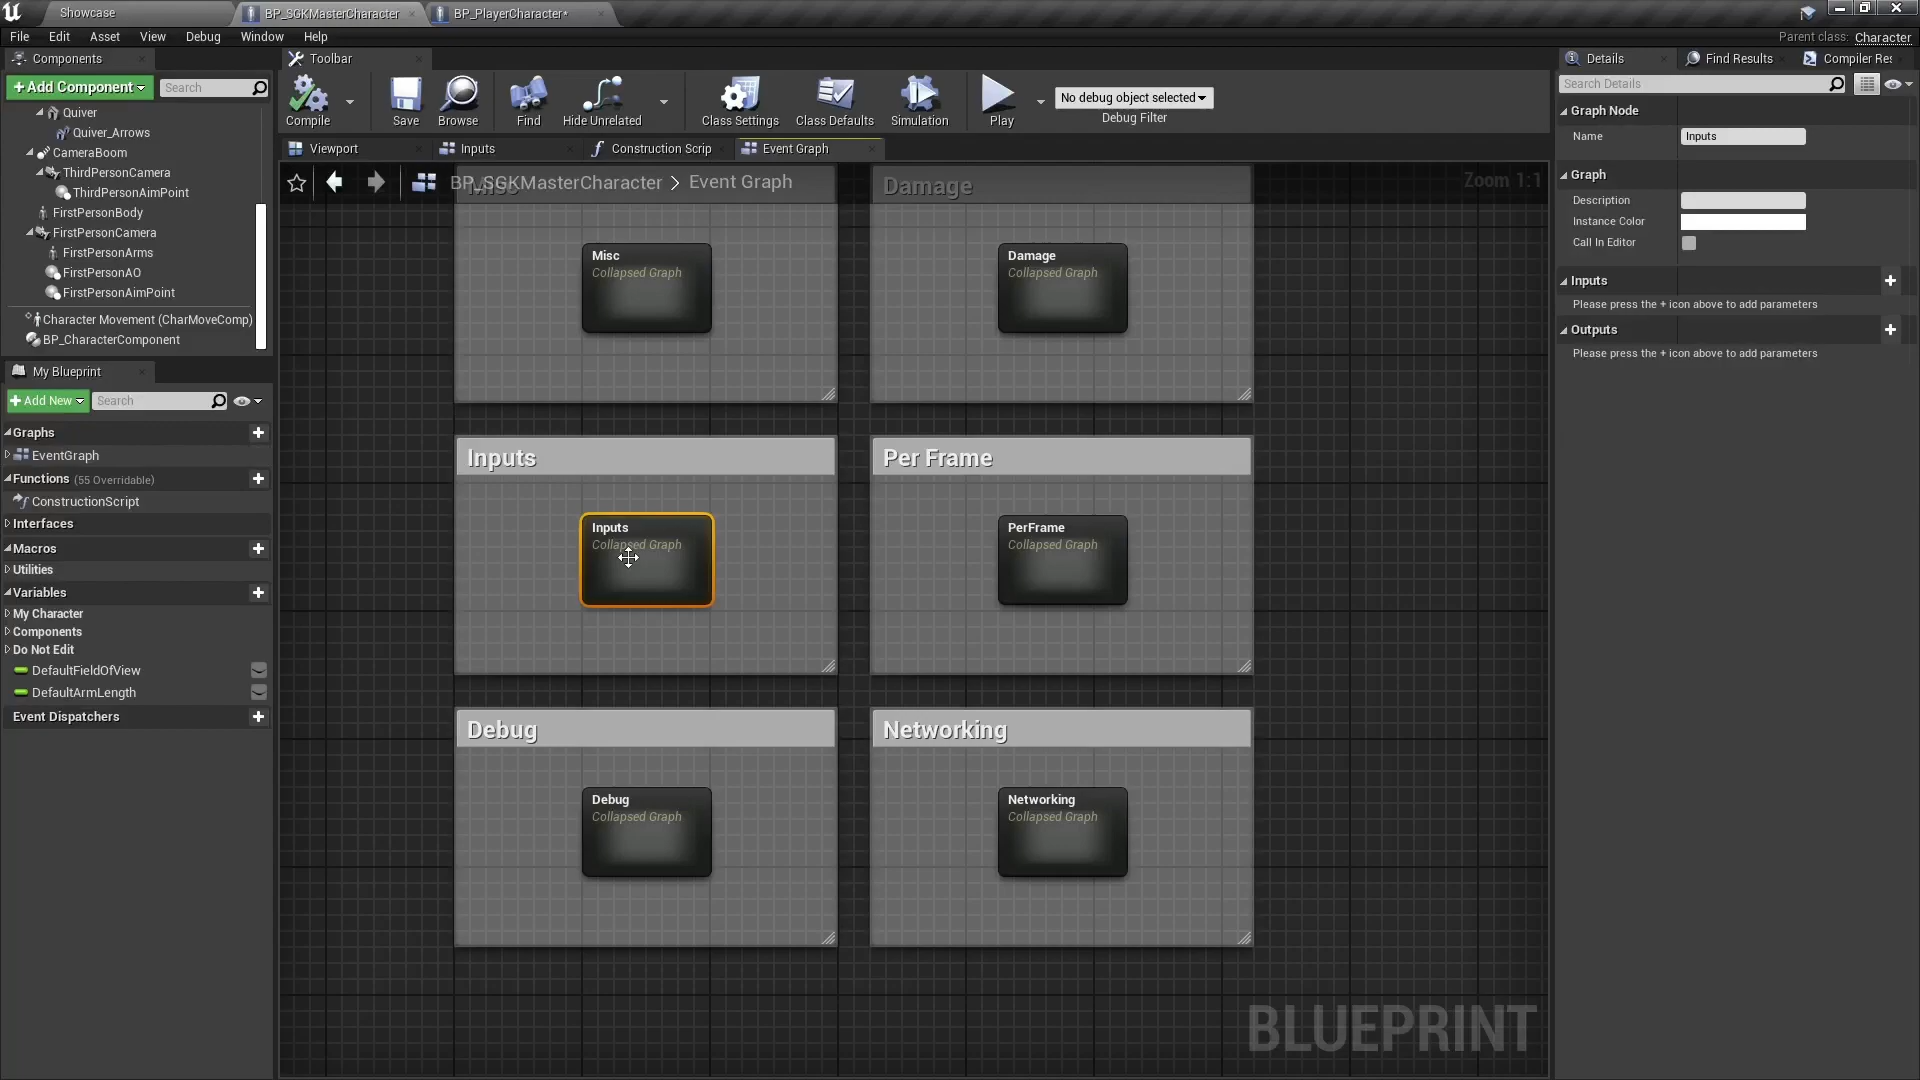 Showcase
BP_SGKMasterCharacter
BP_PlayerCharacter*
File Edit Asset View Debug Window Help
Parent class: Character
Components
+Add Component
Search
Quiver
Quiver_Arrows
CameraBoom
ThirdPersonCamera
ThirdPersonAimPoint
FirstPersonBody
FirstPersonCamera
FirstPersonArms
FirstPersonAO
FirstPersonAimPoint
Character Movement (CharMoveComp)
BP_CharacterComponent
My Blueprint
+Add New
Search
Graphs
EventGraph
Functions (55 Overridable)
ConstructionScript
Interfaces
Macros
Utilities
Variables
My Character
Components
Do Not Edit
DefaultFieldOfView
DefaultArmLength
Event Dispatchers
Toolbar
Compile
Save
Browse
Find
Hide Unrelated
Class Settings
Class Defaults
Simulation
Play
No debug object selected
Debug Filter
Viewport
Inputs
Construction Scrip
Event Graph
BP_SGKMasterCharacter > Event Graph
Zoom 1:1
Misc
Damage
Misc
Collapsed Graph
Damage
Collapsed Graph
Inputs
Per Frame
Inputs
Collapsed Graph
PerFrame
Collapsed Graph
Debug
Networking
Debug
Collapsed Graph
Networking
Collapsed Graph
BLUEPRINT
Details
Find Results
Compiler Res
Search Details
Graph Node
Name
Inputs
Graph
Description
Instance Color
Call In Editor
Inputs
Please press the + icon above to add parameters
Outputs
Please press the + icon above to add parameters